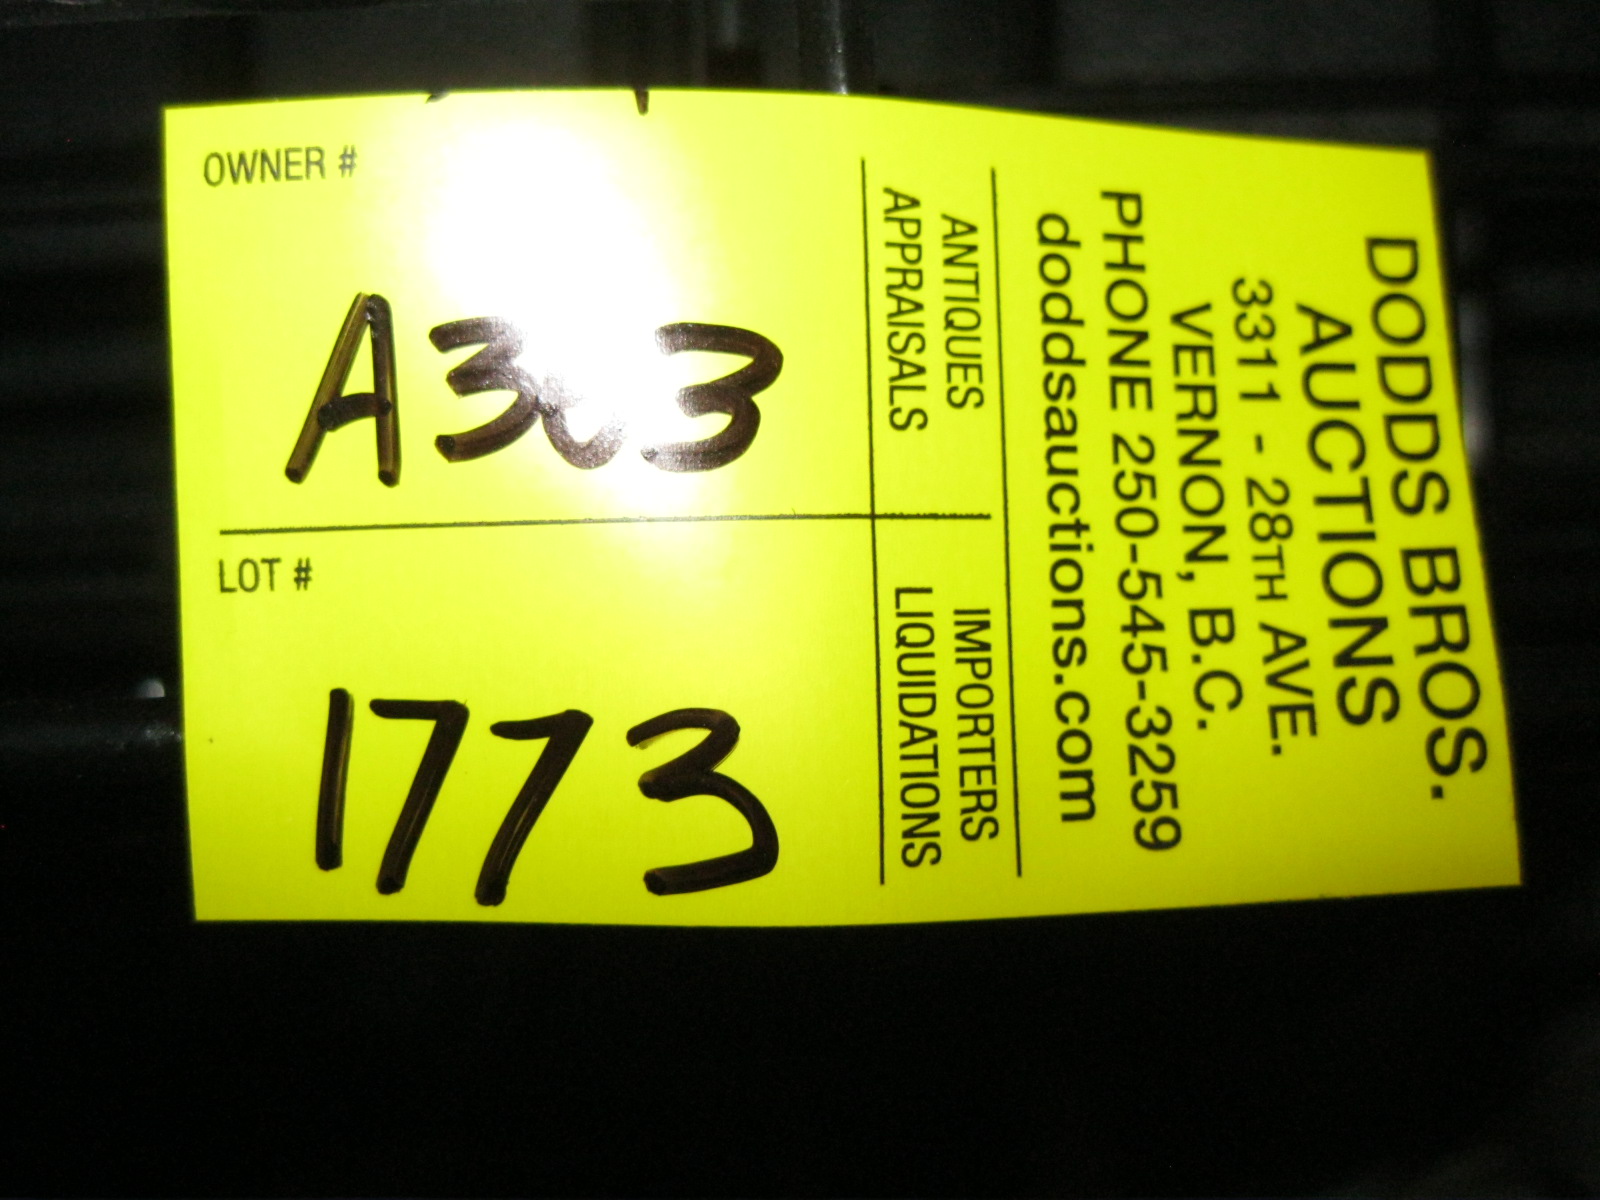 OWNER #
LOT #
1773
ANTIQUES
APPRAISALS
IMPORTERS
LIQUIDATIONS
DODDS BROS.
AUCTIONS
3311 - 28TH AVE.
VERNON, B.C.
PHONE 250-545-3259
doddsauctions.com